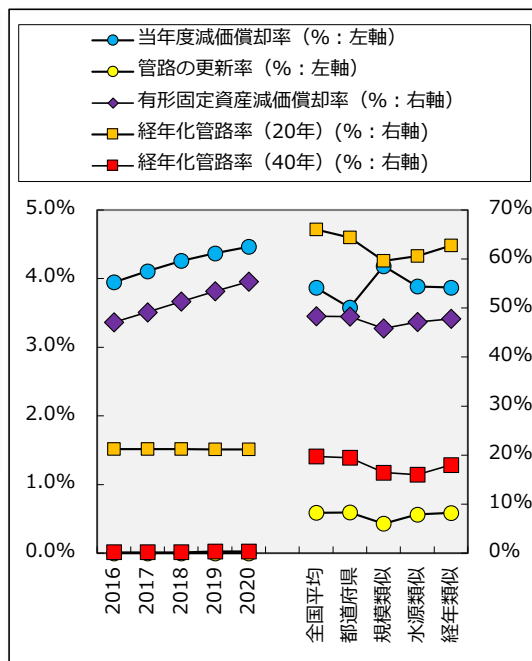 当年度減価償却率（%：左軸）
管路の更新率（%：左軸）
有形固定資産減価償却率（%：右軸）
経年化管路率（20年）(%：右軸)
経年化管路率（40年）(%：右軸)
5.0%
4.0%
3.0%
2.0%
1.0%
0.0%
70%
60%
50%
40%
30%
20%
10%
0%
2016
2017
2018
2019
2020
全国平均
都道府県
規模類似
水源類似
経年類似